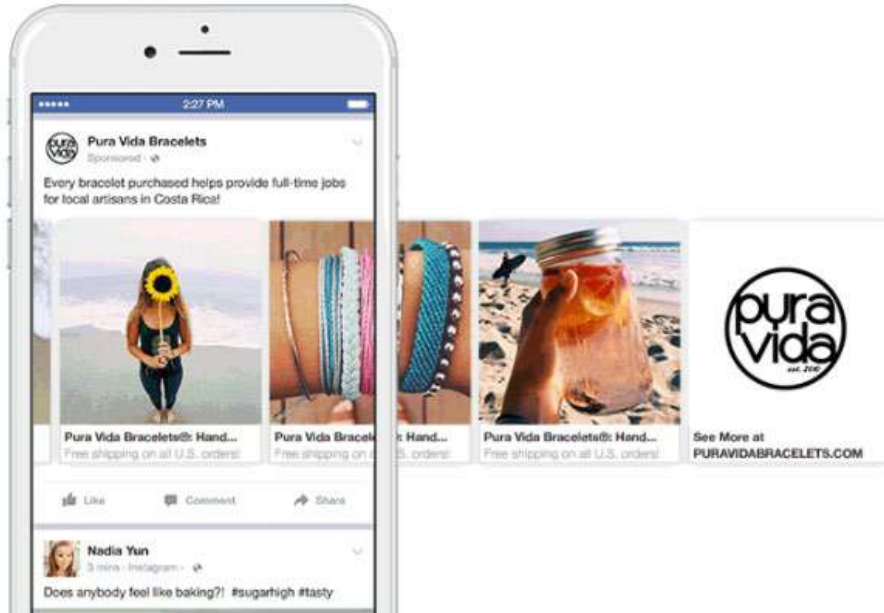 2:27 PM
pura vida
Pura Vida Bracelets
Sponsored ·
Every bracelet purchased helps provide full-time jobs
for local artisans in Costa Rica!
pura
vida
est. 2010
Pura Vida Bracelets®: Hand...
Free shipping on all U.S. orders!
Pura Vida Bracelets®: Hand...
Free shipping on all U.S. orders!
Pura Vida Bracelets®: Hand...
Free shipping on all U.S. orders!
See More at
PURAVIDABRACELETS.COM
Like
Comment
Share
Nadia Yun
3 mins · Instagram ·
Does anybody feel like baking?! #sugarhigh #tasty